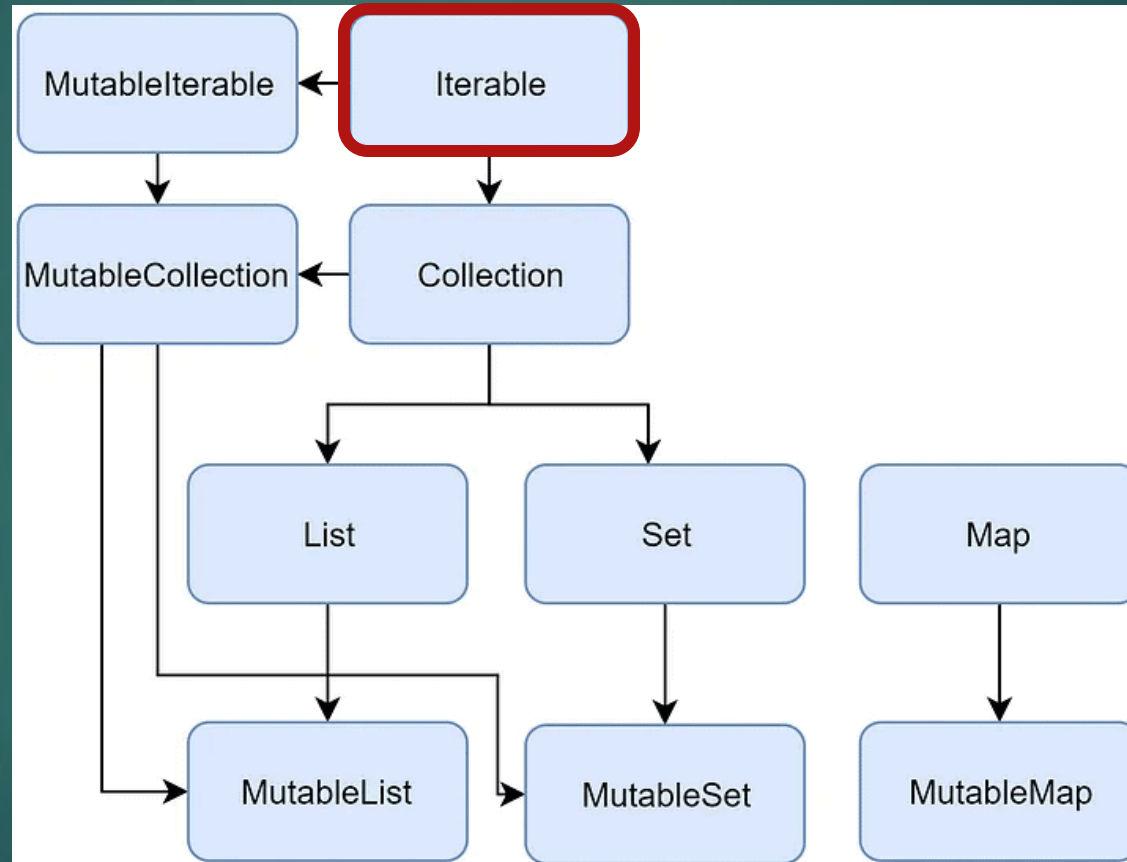 MutableIterable
Iterable
MutableCollection
Collection
List
Set
Map
MutableList
MutableSet
MutableMap